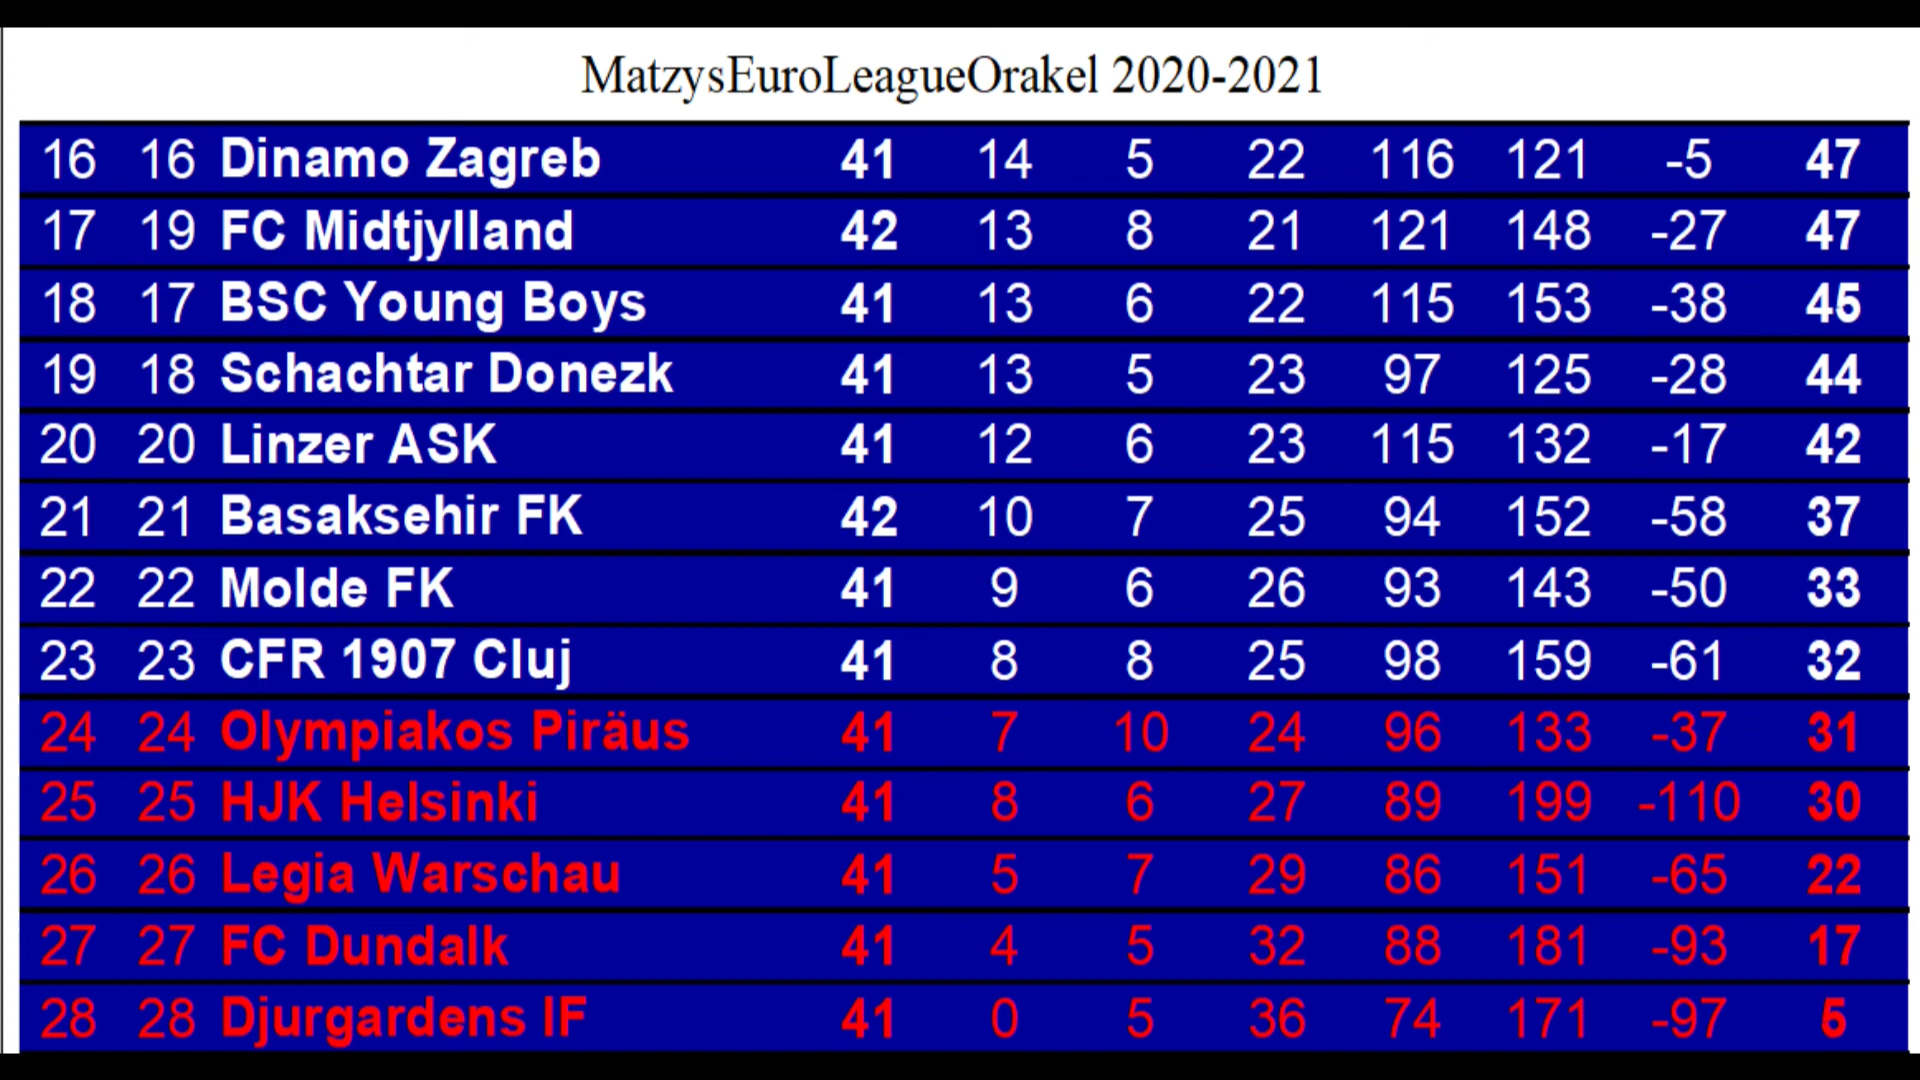 MatzysEuroLeagueOrakel 2020-2021
16 16 Dinamo Zagreb 41 14 5 22 116 121 -5 47
17 19 FC Midtjylland 42 13 8 21 121 148 -27 47
18 17 BSC Young Boys 41 13 6 22 115 153 -38 45
19 18 Schachtar Donezk 41 13 5 23 97 125 -28 44
20 20 Linzer ASK 41 12 6 23 115 132 -17 42
21 21 Basaksehir FK 42 10 7 25 94 152 -58 37
22 22 Molde FK 41 9 6 26 93 143 -50 33
23 23 CFR 1907 Cluj 41 8 8 25 98 159 -61 32
24 24 Olympiakos Piräus 41 7 10 24 96 133 -37 31
25 25 HJK Helsinki 41 8 6 27 89 199 -110 30
26 26 Legia Warschau 41 5 7 29 86 151 -65 22
27 27 FC Dundalk 41 4 5 32 88 181 -93 17
28 28 Djurgardens IF 41 0 5 36 74 171 -97 5